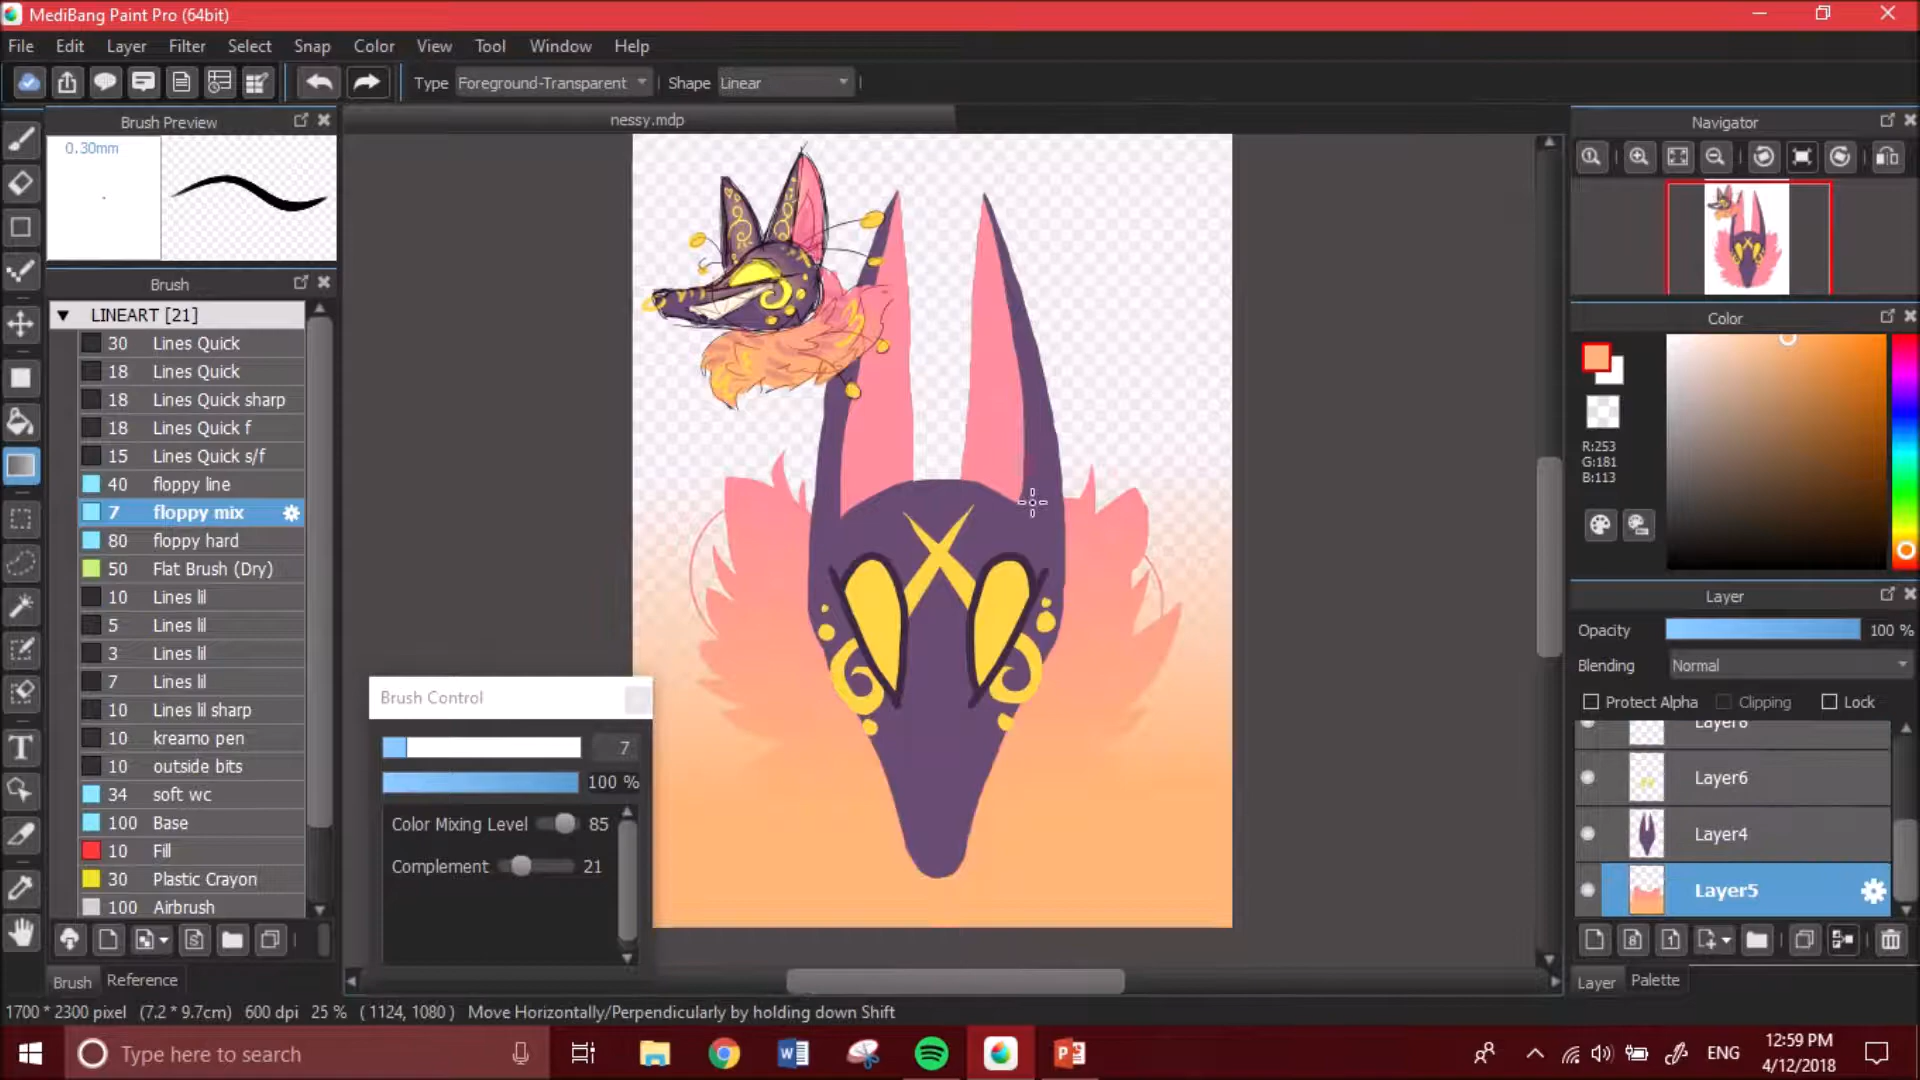 MediBang Paint Pro (64bit)
File Edit Layer Filter Select Snap Color View Tool Window Help
Type Foreground-Transparent Shape Linear
Brush Preview
nessy.mdp
Navigator
0.30mm
Brush
LINEART [21]
30 Lines Quick
18 Lines Quick
18 Lines Quick sharp
18 Lines Quick f
15 Lines Quick s/f
40 floppy line
7 floppy mix
80 floppy hard
50 Flat Brush (Dry)
10 Lines lil
5 Lines lil
3 Lines lil
7 Lines lil
10 Lines lil sharp
10 kreamo pen
10 outside bits
34 soft wc
100 Base
10 Fill
30 Plastic Crayon
100 Airbrush
Brush Reference
Brush Control
7
100 %
Color Mixing Level 85
Complement 21
Color
R:253
G:181
B:113
Layer
Opacity 100 %
Blending Normal
Protect Alpha Clipping Lock
Layer6
Layer4
Layer5
Layer Palette
1700 * 2300 pixel (7.2 * 9.7cm) 600 dpi 25 % ( 1124, 1080 ) Move Horizontally/Perpendicularly by holding down Shift
Type here to search
ENG
12:59 PM
4/12/2018